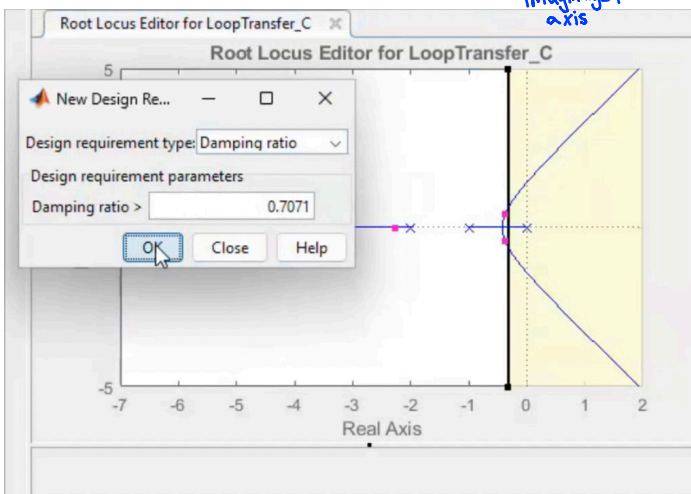 axis
Root Locus Editor for LoopTransfer_C
Root Locus Editor for LoopTransfer_C
5
New Design Re...
Design requirement type: Damping ratio
Design requirement parameters
Damping ratio > 0.7071
OK Close Help
-5
-7 -6 -5 -4 -3 -2 -1 0 1 2
Real Axis